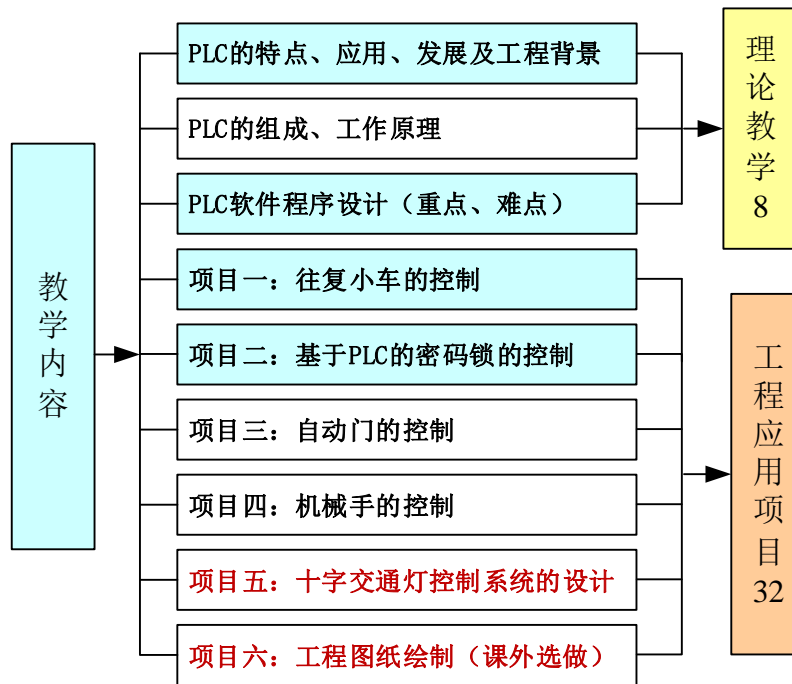 教学内容
PLC的特点、应用、发展及工程背景
PLC的组成、工作原理
PLC软件程序设计（重点、难点）
项目一：往复小车的控制
项目二：基于PLC的密码锁的控制
项目三：自动门的控制
项目四：机械手的控制
项目五：十字交通灯控制系统的设计
项目六：工程图纸绘制（课外选做）
理论教学8
工程应用项目32